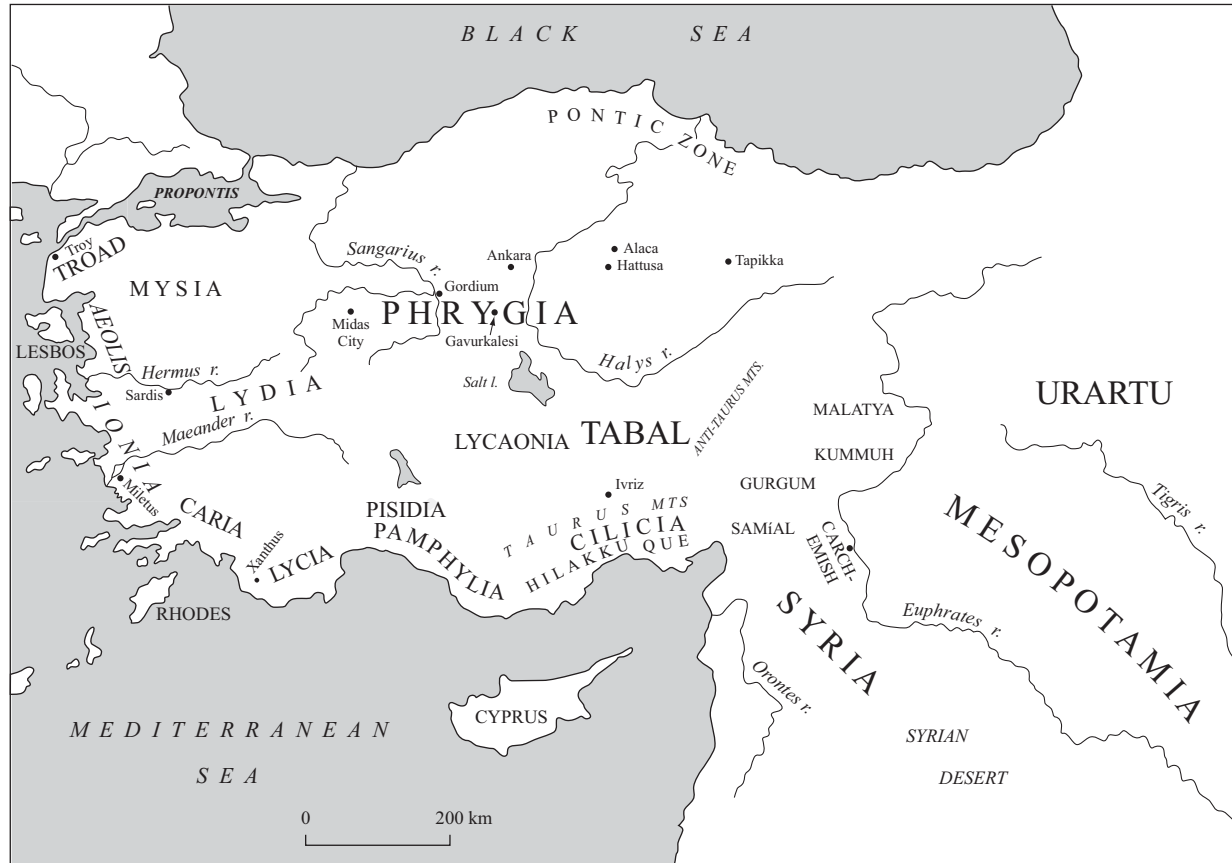 BLACK SEA
PONTIC ZONE
PROPONTIS
Troy
TROAD
MYSIA
Sangarius r.
Ankara
Alaca
Hattusa
Tapikka
Gordium
PHRYGIA
Midas
City
Gavurkalesi
AEOLIS
LESBOS
Hermus r.
Sardis
LYDIA
Salt l.
Halys r.
ANTI-TAURUS MTS.
URARTU
MALATYA
IONIA
Maeander r.
LYCAONIA
TABAL
KUMMUH
Miletus
GURGUM
Ivriz
Tigris r.
CARIA
PISIDIA
PAMPHYLIA
TAURUS MTS
CILICIA
HILAKKU QUE
SAMíAL
CARCH-
EMISH
MESOPOTAMIA
Xanthus
LYCIA
RHODES
SYRIA
Euphrates r.
Orontes r.
CYPRUS
MEDITERRANEAN
SEA
SYRIAN
DESERT
0 200 km